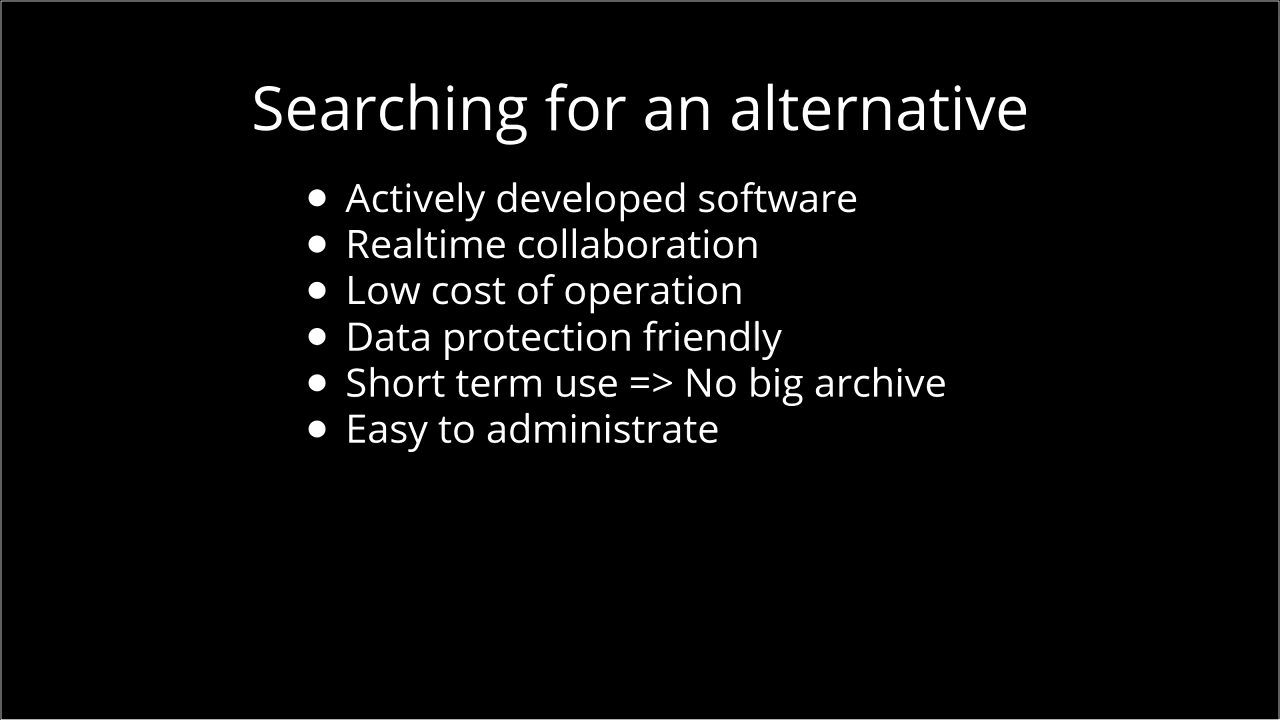 Searching for an alternative
● Actively developed software
● Realtime collaboration
● Low cost of operation
● Data protection friendly
● Short term use => No big archive
● Easy to administrate